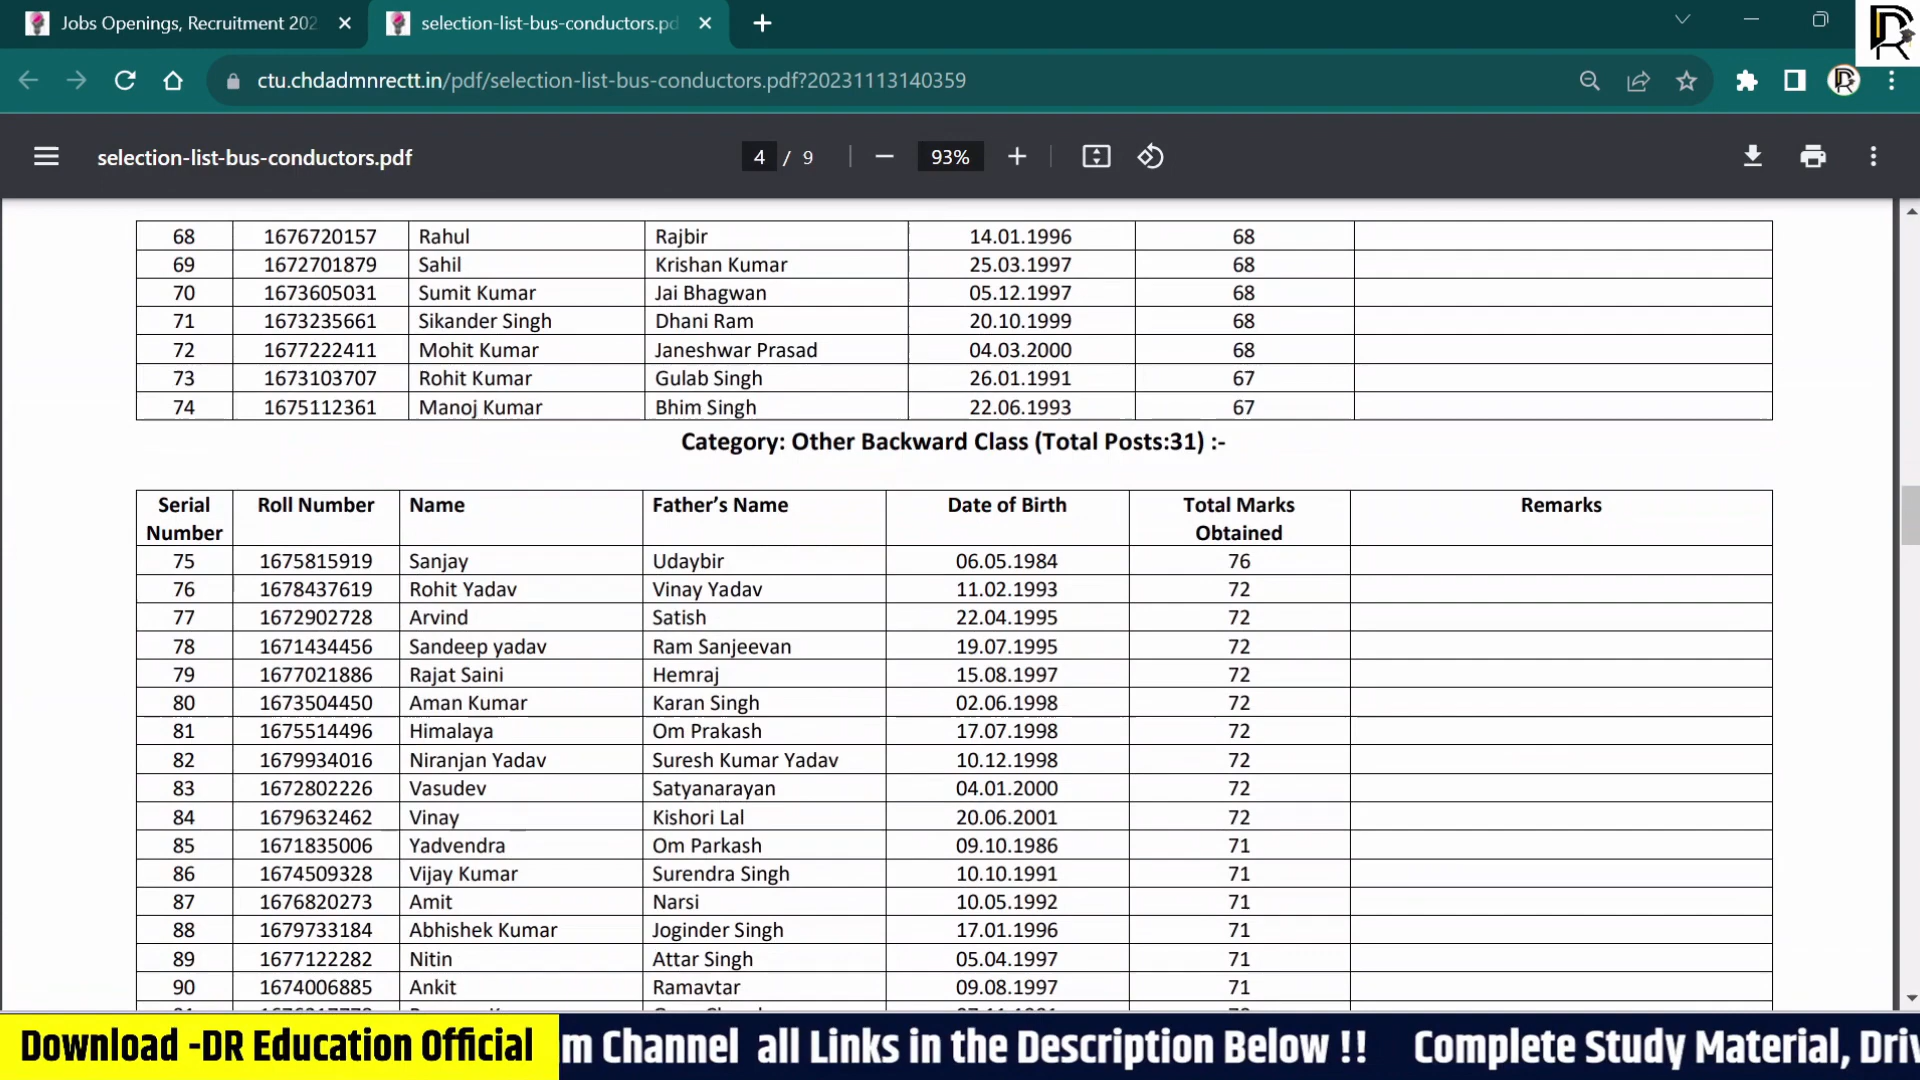 Jobs Openings, Recruitment 202
selection-list-bus-conductors.pd
ctu.chdadmnrectt.in/pdf/selection-list-bus-conductors.pdf?20231113140359
selection-list-bus-conductors.pdf
4 / 9
93%
68 1676720157 Rahul Rajbir 14.01.1996 68
69 1672701879 Sahil Krishan Kumar 25.03.1997 68
70 1673605031 Sumit Kumar Jai Bhagwan 05.12.1997 68
71 1673235661 Sikander Singh Dhani Ram 20.10.1999 68
72 1677222411 Mohit Kumar Janeshwar Prasad 04.03.2000 68
73 1673103707 Rohit Kumar Gulab Singh 26.01.1991 67
74 1675112361 Manoj Kumar Bhim Singh 22.06.1993 67
Category: Other Backward Class (Total Posts:31) :-
Serial Number Roll Number Name Father’s Name Date of Birth Total Marks Obtained Remarks
75 1675815919 Sanjay Udaybir 06.05.1984 76
76 1678437619 Rohit Yadav Vinay Yadav 11.02.1993 72
77 1672902728 Arvind Satish 22.04.1995 72
78 1671434456 Sandeep yadav Ram Sanjeevan 19.07.1995 72
79 1677021886 Rajat Saini Hemraj 15.08.1997 72
80 1673504450 Aman Kumar Karan Singh 02.06.1998 72
81 1675514496 Himalaya Om Prakash 17.07.1998 72
82 1679934016 Niranjan Yadav Suresh Kumar Yadav 10.12.1998 72
83 1672802226 Vasudev Satyanarayan 04.01.2000 72
84 1679632462 Vinay Kishori Lal 20.06.2001 72
85 1671835006 Yadvendra Om Parkash 09.10.1986 71
86 1674509328 Vijay Kumar Surendra Singh 10.10.1991 71
87 1676820273 Amit Narsi 10.05.1992 71
88 1679733184 Abhishek Kumar Joginder Singh 17.01.1996 71
89 1677122282 Nitin Attar Singh 05.04.1997 71
90 1674006885 Ankit Ramavtar 09.08.1997 71
Download -DR Education Official m Channel all Links in the Description Below !! Complete Study Material, Driv